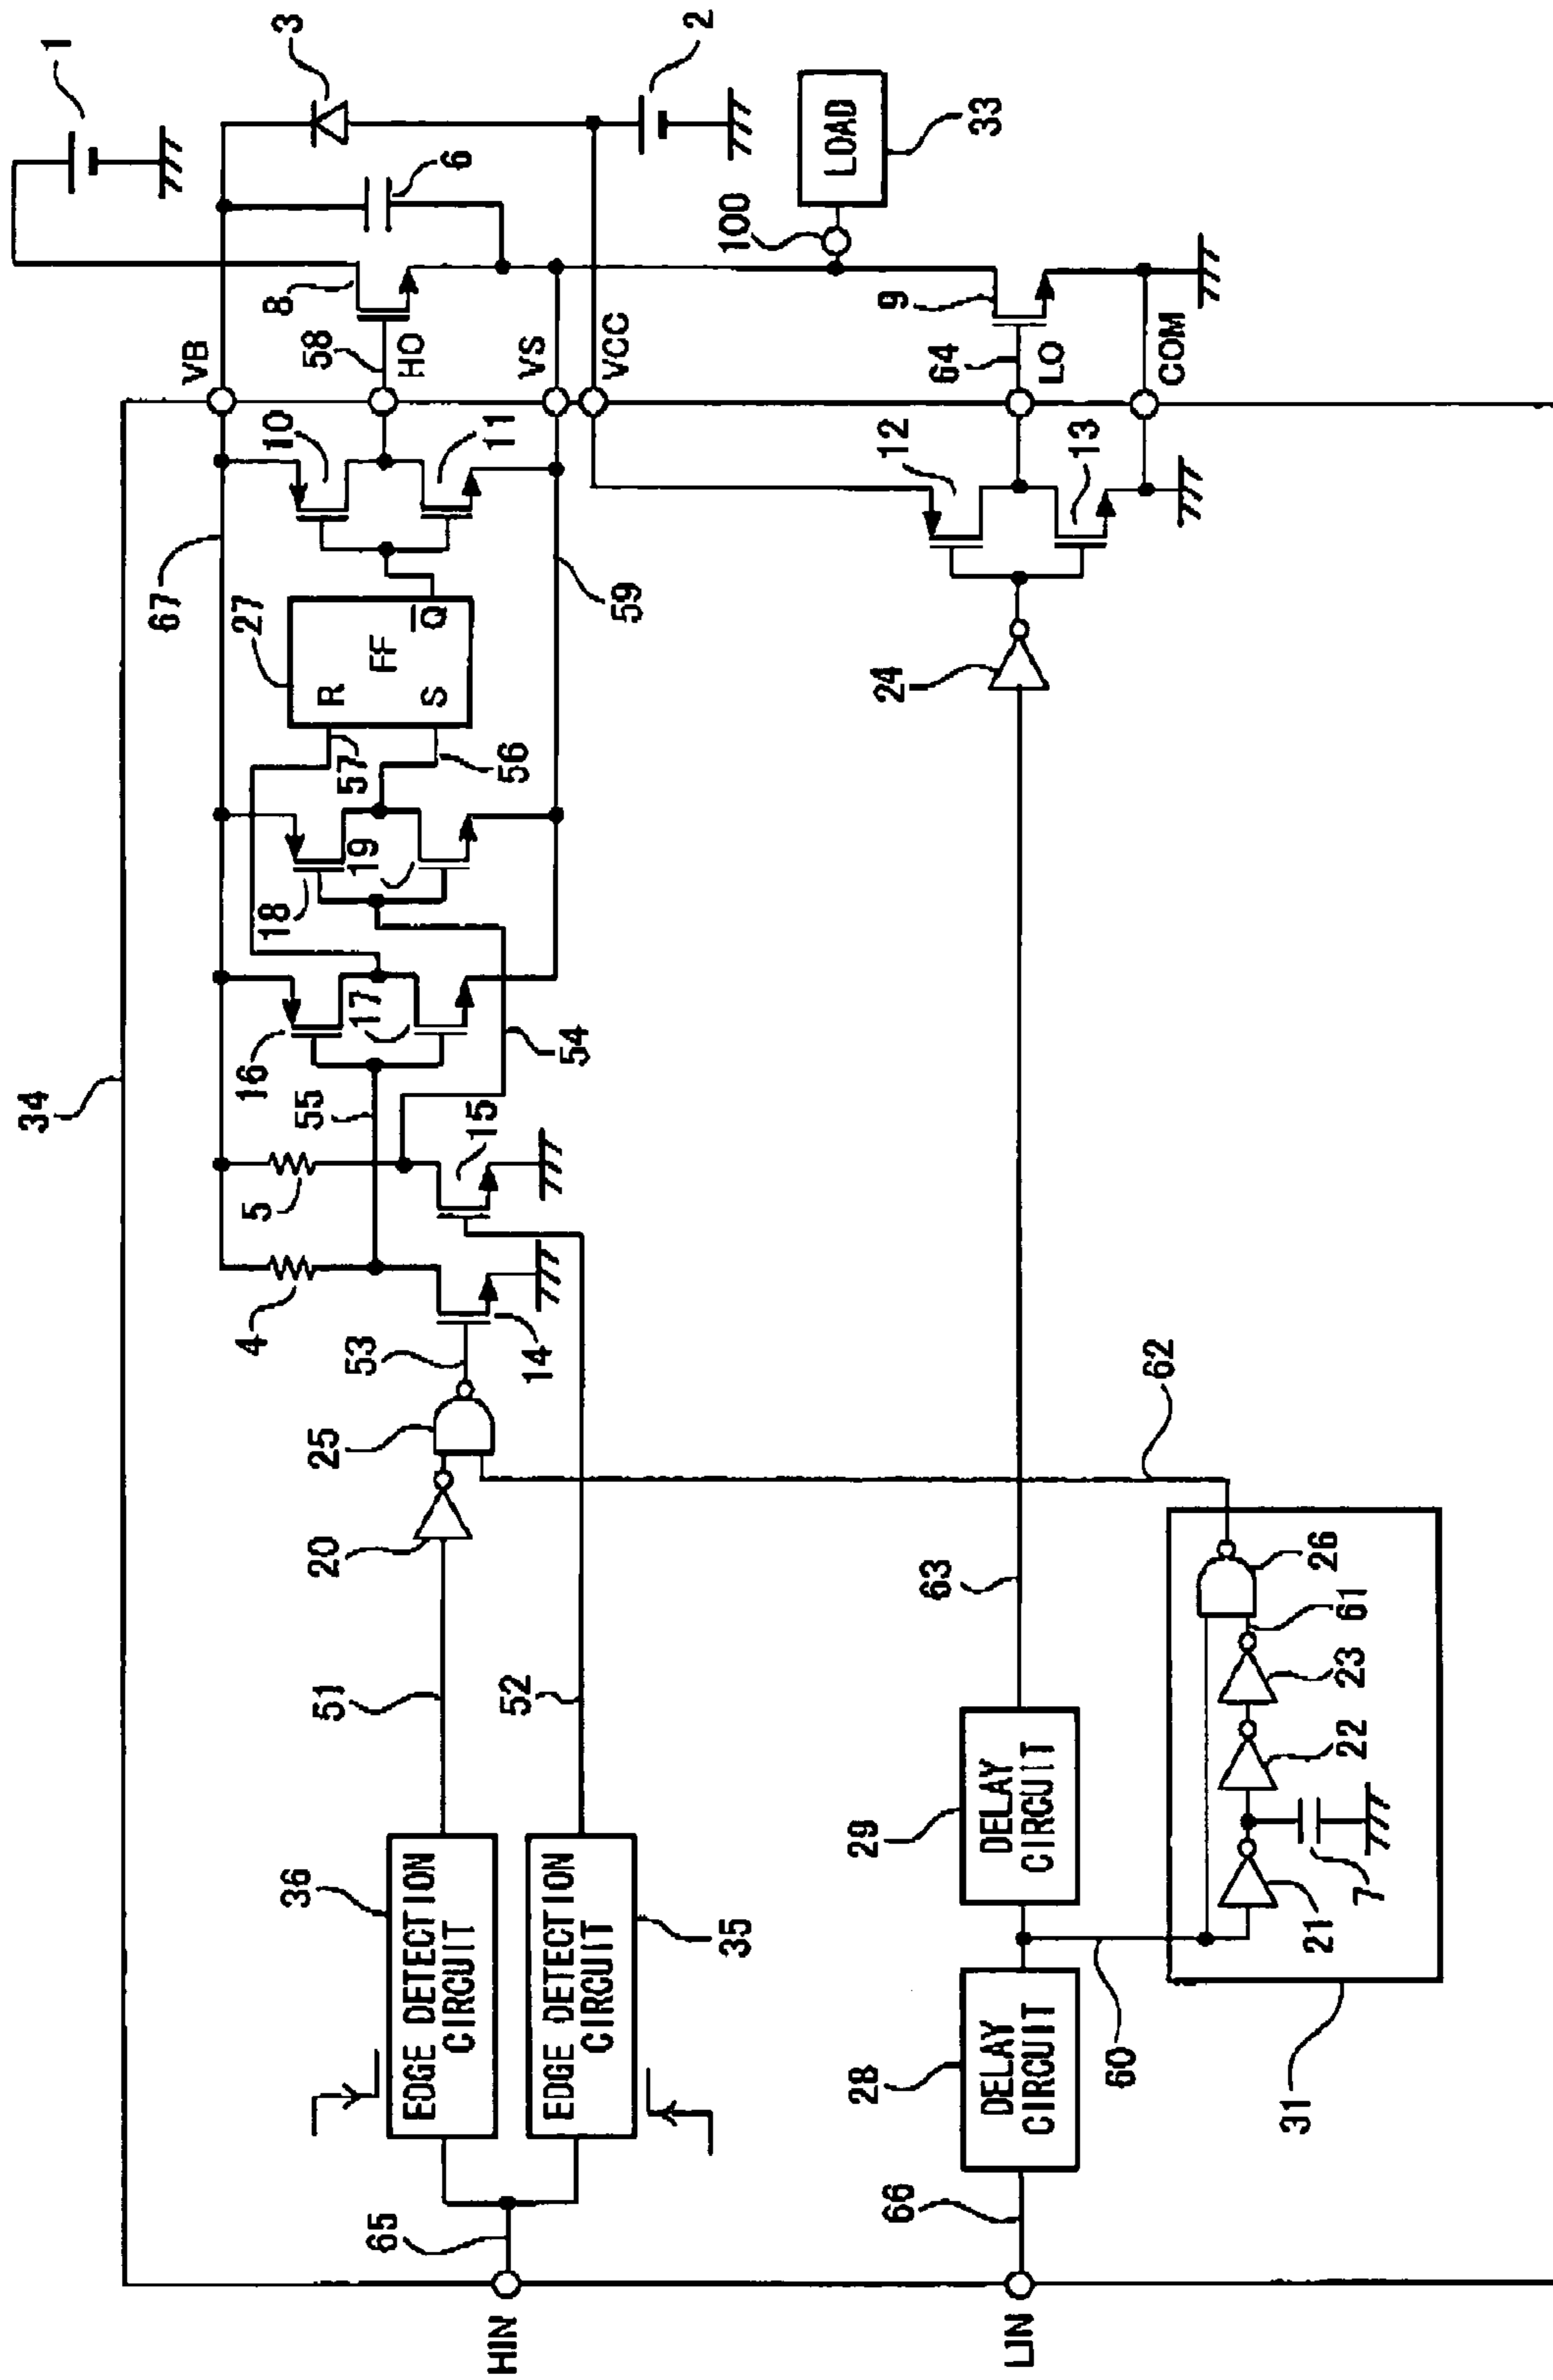 1
3
2
6
VB
8
58
HO
VS
VCC
100
LOAD
33
9
64
LO
COM
10
11
12
13
67
27
R
FF
Q̅
S
59
57
56
24
18
19
16
17
54
34
55
15
5
4
53
14
25
62
20
63
26
61
51
52
23
22
29
DELAY
CIRCUIT
36
EDGE DETECTION
CIRCUIT
EDGE DETECTION
CIRCUIT
35
7
21
28
DELAY
CIRCUIT
60
31
65
66
HIN
LIN